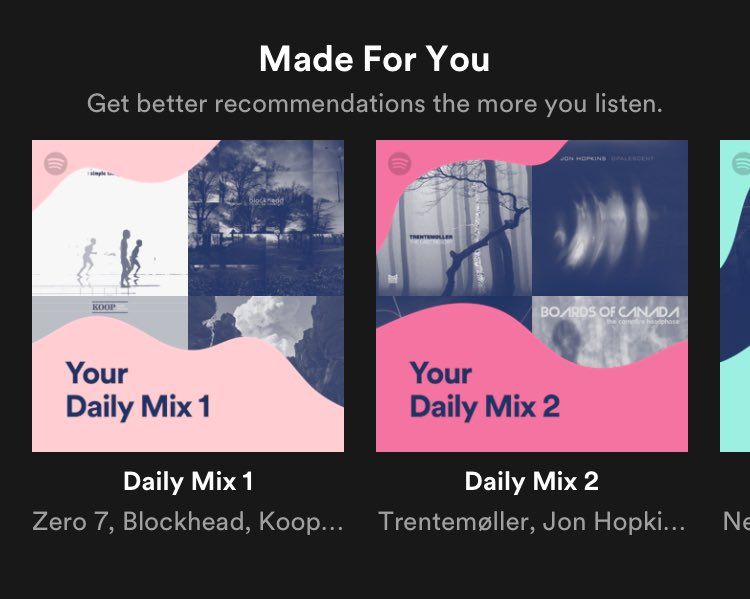 Made For You
Get better recommendations the more you listen.
simple
blockhead
KOOP
Your
Daily Mix 1
Daily Mix 1
Zero 7, Blockhead, Koop...
JON HOPKINS OPALESCENT
TRENTEMØLLER
BOARDS OF CANADA
the campfire headphase
Your
Daily Mix 2
Daily Mix 2
Trentemøller, Jon Hopki...
Ne